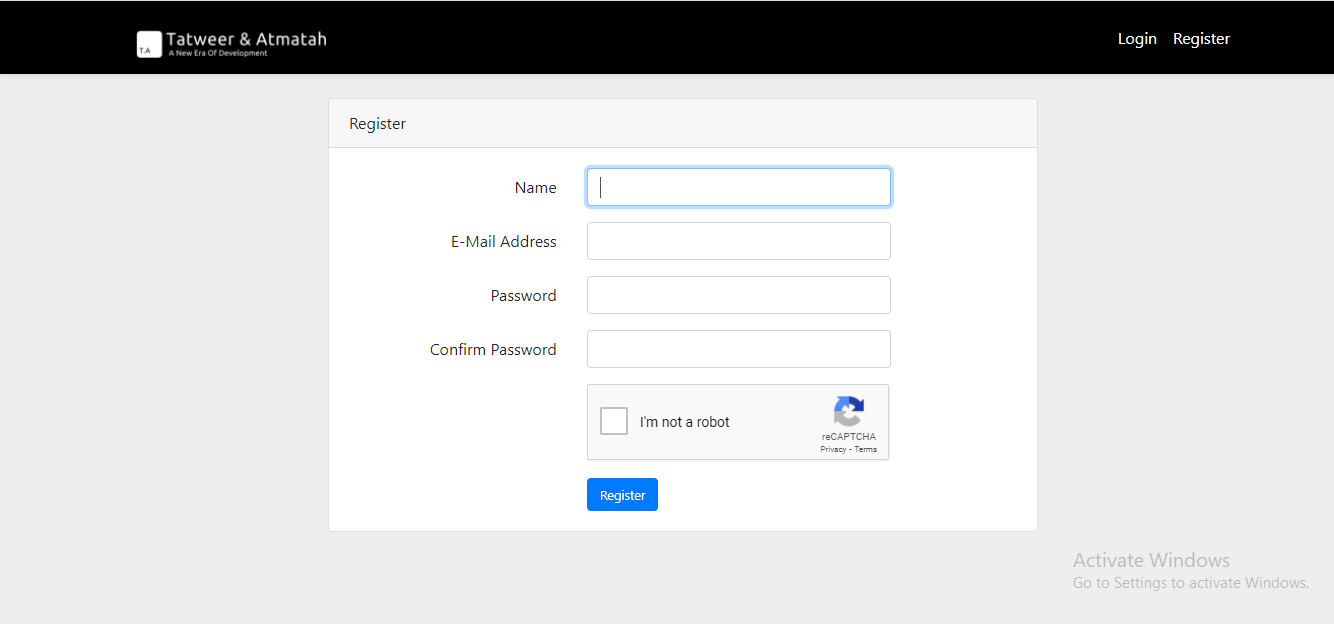 T.A
Tatweer & Atmatah
A New Era Of Development
Login Register
Register
Name
E-Mail Address
Password
Confirm Password
I'm not a robot
reCAPTCHA
Privacy - Terms
Register
Activate Windows
Go to Settings to activate Windows.